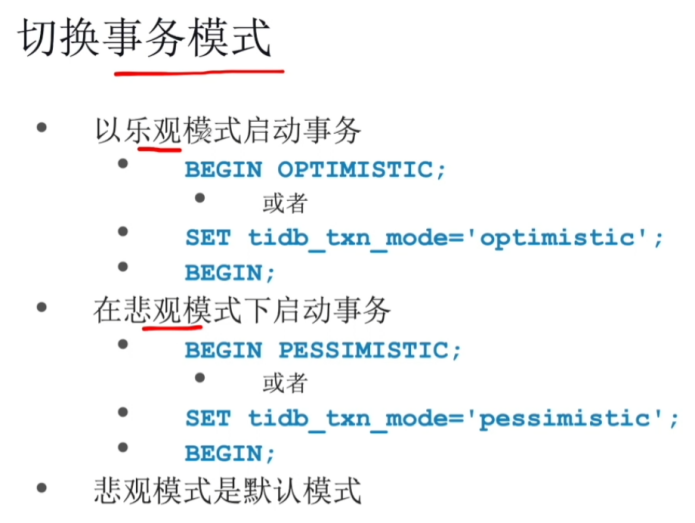 切换事务模式
以乐观模式启动事务
BEGIN OPTIMISTIC;
或者
SET tidb_txn_mode='optimistic';
BEGIN;
在悲观模式下启动事务
BEGIN PESSIMISTIC;
或者
SET tidb_txn_mode='pessimistic';
BEGIN;
悲观模式是默认模式